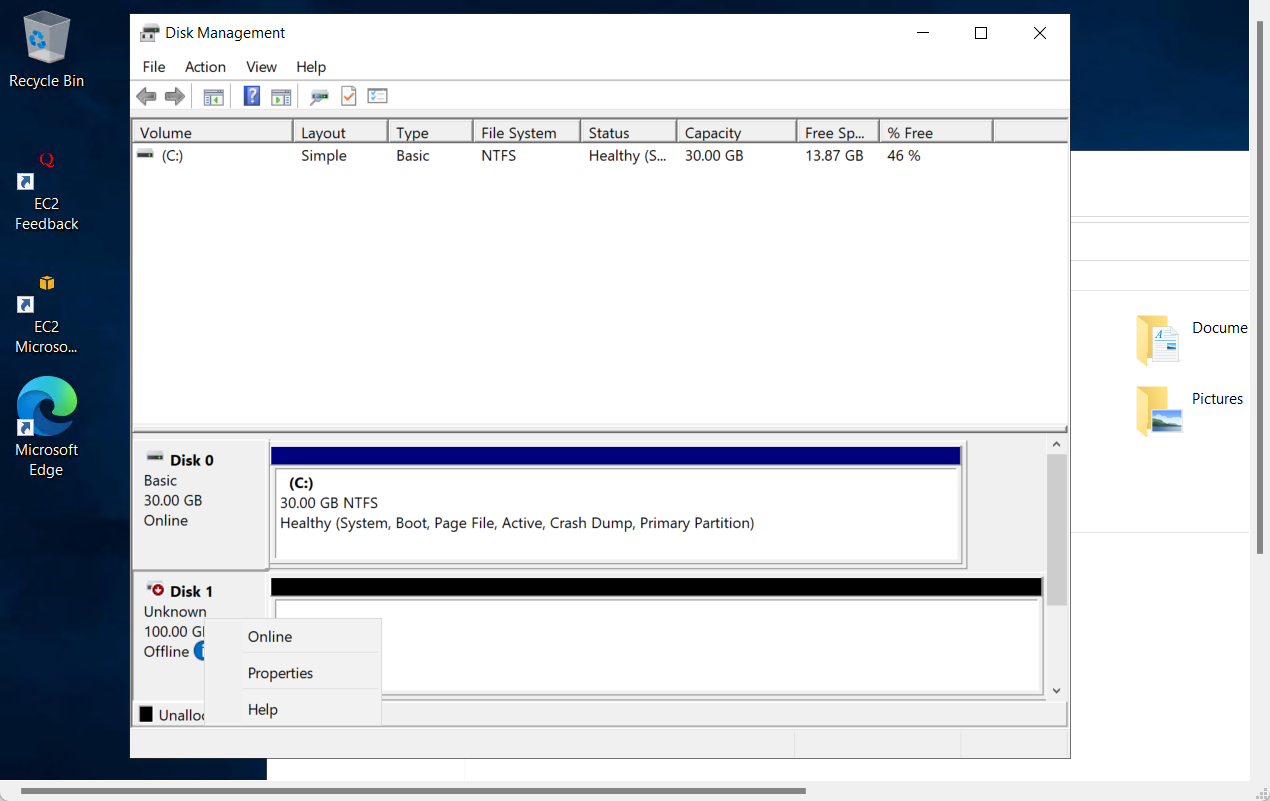 Recycle Bin
EC2
Feedback
EC2
Microso...
Microsoft
Edge
Disk Management
File Action View Help
Volume Layout Type File System Status Capacity Free Sp... % Free
(C:) Simple Basic NTFS Healthy (S... 30.00 GB 13.87 GB 46 %
Disk 0
Basic
30.00 GB
Online
(C:)
30.00 GB NTFS
Healthy (System, Boot, Page File, Active, Crash Dump, Primary Partition)
Disk 1
Unknown
100.00 G
Offline
Online
Properties
Help
Unalloc
Docume
Pictures